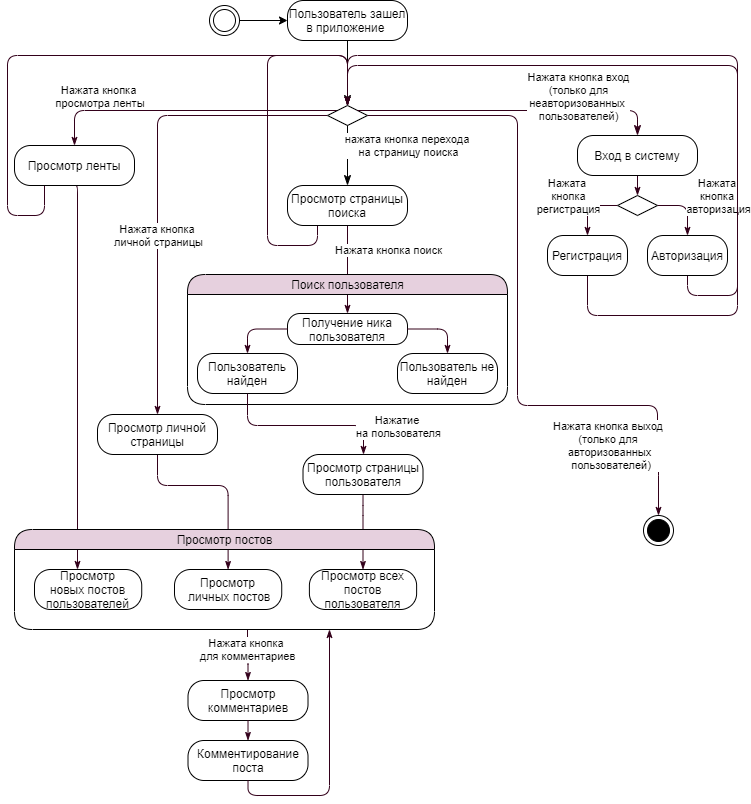 Пользователь зашел
в приложение
Нажата кнопка
просмотра ленты
Нажата кнопка вход
(только для
неавторизованных
пользователей)
нажата кнопка перехода
на страницу поиска
Просмотр ленты
Вход в систему
Просмотр страницы
поиска
Нажата
кнопка
регистрация
Нажата
кнопка
авторизация
Нажата кнопка
личной страницы
Нажата кнопка поиск
Регистрация
Авторизация
Поиск пользователя
Получение ника
пользователя
Пользователь
найден
Пользователь не
найден
Просмотр личной
страницы
Нажатие
на пользователя
Нажата кнопка выход
(только для
авторизованных
пользователей)
Просмотр страницы
пользователя
Просмотр постов
Просмотр
новых постов
пользователей
Просмотр
личных постов
Просмотр всех
постов
пользователя
Нажата кнопка
для комментариев
Просмотр
комментариев
Комментирование
поста